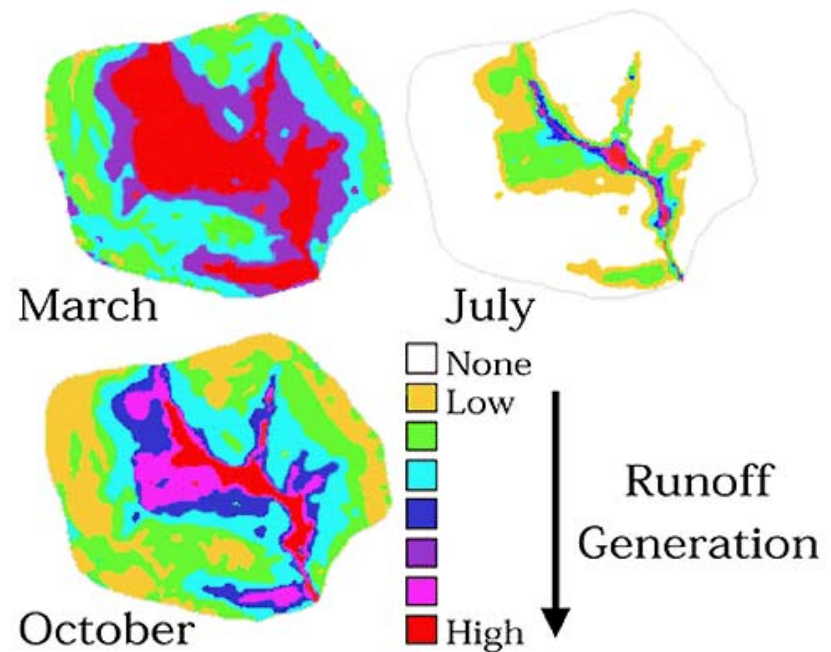 March
July
None
Low
Runoff
Generation
High
October